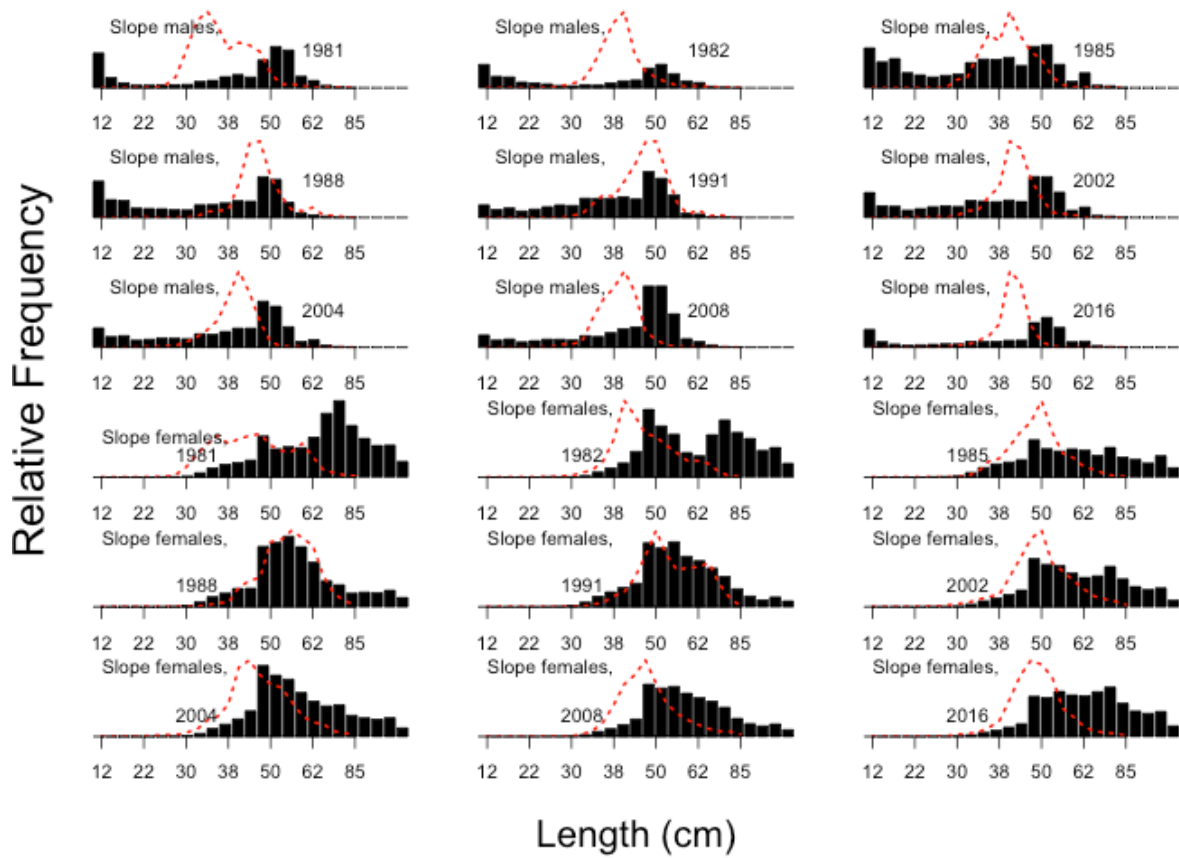 Relative Frequency
Slope males,
1981
12 22 30 38 50 62 85
Slope males,
1982
12 22 30 38 50 62 85
Slope males,
1985
12 22 30 38 50 62 85
Slope males,
1988
12 22 30 38 50 62 85
Slope males,
1991
12 22 30 38 50 62 85
Slope males,
2002
12 22 30 38 50 62 85
Slope males,
2004
12 22 30 38 50 62 85
Slope males,
2008
12 22 30 38 50 62 85
Slope males,
2016
12 22 30 38 50 62 85
Slope females,
1981
12 22 30 38 50 62 85
Slope females,
1982
12 22 30 38 50 62 85
Slope females,
1985
12 22 30 38 50 62 85
Slope females,
1988
12 22 30 38 50 62 85
Slope females,
1991
12 22 30 38 50 62 85
Slope females,
2002
12 22 30 38 50 62 85
Slope females,
2004
12 22 30 38 50 62 85
Slope females,
2008
12 22 30 38 50 62 85
Slope females,
2016
12 22 30 38 50 62 85
Length (cm)